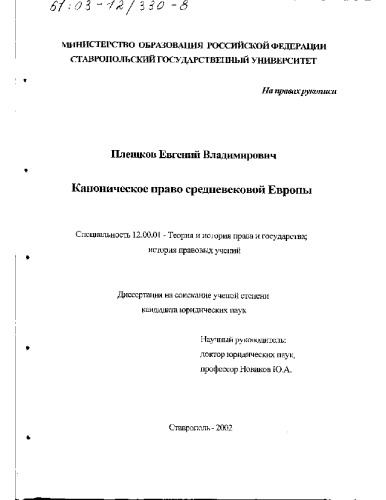 61:03-12/330-8
МИНИСТЕРСТВО ОБРАЗОВАНИЯ РОССИЙСКОЙ ФЕДЕРАЦИИ
СТАВРОПОЛЬСКИЙ ГОСУДАРСТВЕННЫЙ УНИВЕРСИТЕТ
На правах рукописи
Плешков Евгений Владимирович
Каноническое право средневековой Европы
Специальность 12.00.01 - Теория и история права и государства;
история правовых учений
Диссертация на соискание ученой степени
кандидата юридических наук
Научный руководитель:
доктор юридических наук,
профессор Новиков Ю.А.
Ставрополь - 2002